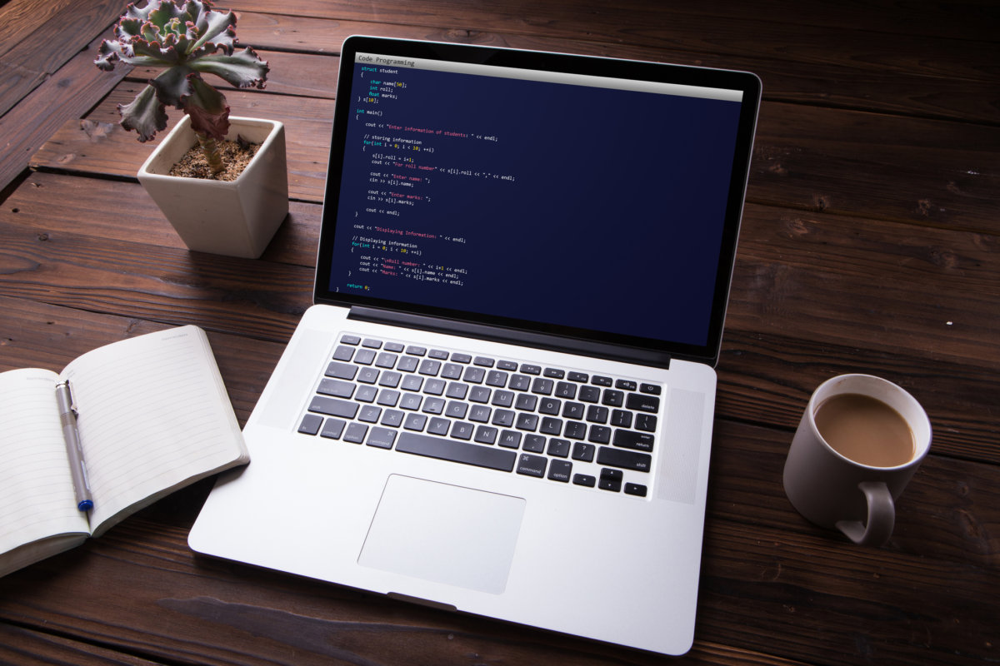 Code Programming
struct student
{
char name[50];
int roll;
float marks;
} s[10];
int main()
{
cout << "Enter information of students: " << endl;
// storing information
for(int i = 0; i < 10; ++i)
{
s[i].roll = i+1;
cout << "For roll number" << s[i].roll << "," << endl;
cout << "Enter name: ";
cin >> s[i].name;
cout << "Enter marks: ";
cin >> s[i].marks;
cout << endl;
}
cout << "Displaying Information: " << endl;
// Displaying information
for(int i = 0; i < 10; ++i)
{
cout << "\nRoll number: " << i+1 << endl;
cout << "Name: " << s[i].name << endl;
cout << "Marks: " << s[i].marks << endl;
}
return 0;
}
delete
Q W E R T Y U I O P
A S D F G H J K L
enter
return
Z X C V B N M
shift
command
command
option